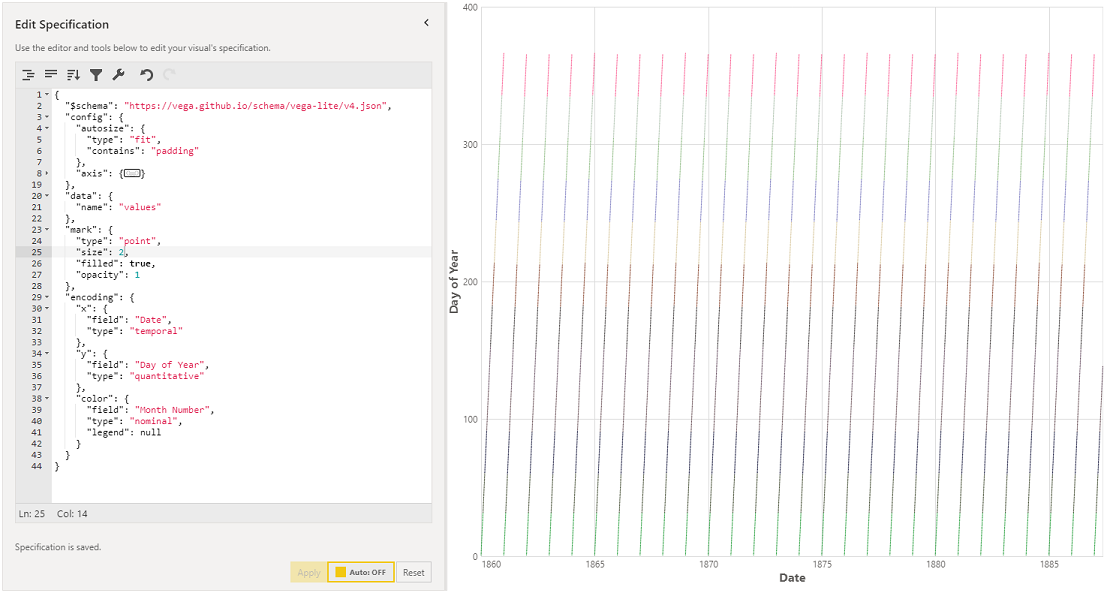 Edit Specification
Use the editor and tools below to edit your visual's specification.
1 {
2 "$schema": "https://vega.github.io/schema/vega-lite/v4.json",
3 "config": {
4 "autosize": {
5 "type": "fit",
6 "contains": "padding"
7 },
8 "axis": {}
19 },
20 "data": {
21 "name": "values"
22 },
23 "mark": {
24 "type": "point",
25 "size": 2,
26 "filled": true,
27 "opacity": 1
28 },
29 "encoding": {
30 "x": {
31 "field": "Date",
32 "type": "temporal"
33 },
34 "y": {
35 "field": "Day of Year",
36 "type": "quantitative"
37 },
38 "color": {
39 "field": "Month Number",
40 "type": "nominal",
41 "legend": null
42 }
43 }
44 }
Ln: 25 Col: 14
Specification is saved.
Apply Auto: OFF Reset
400
300
200
100
0
Day of Year
1860 1865 1870 1875 1880 1885
Date